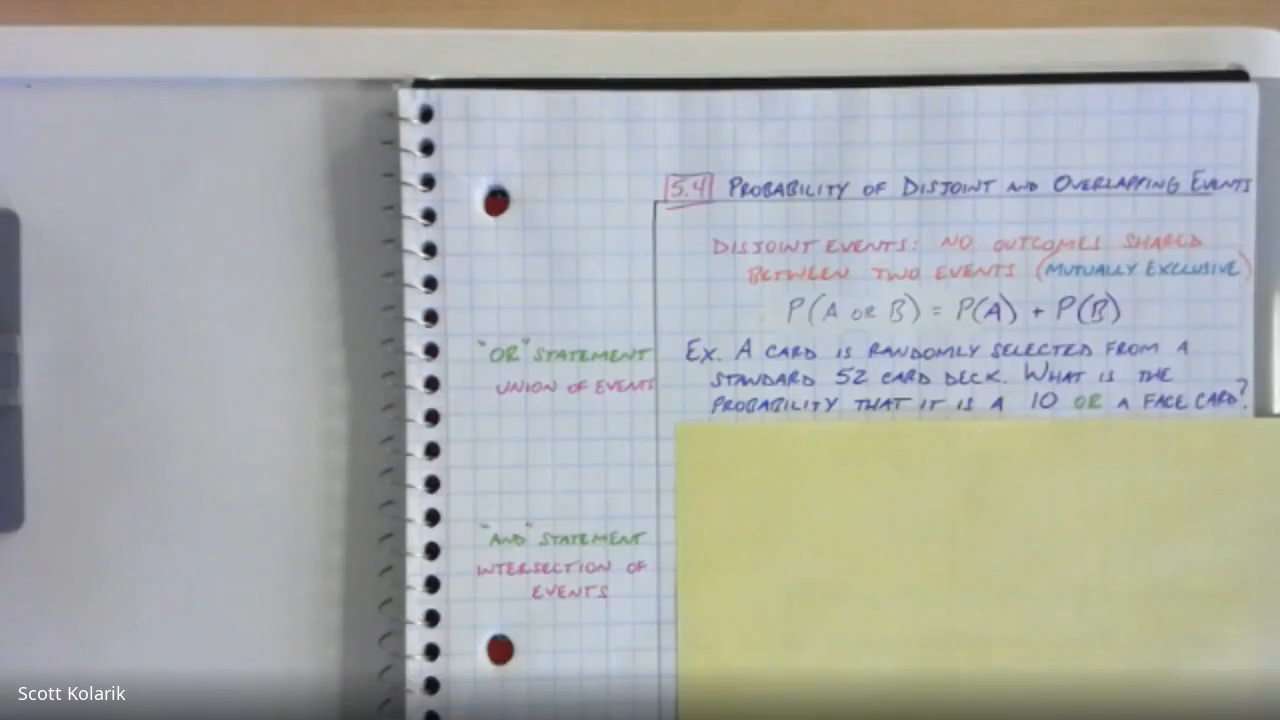 5.4 PROBABILITY OF DISJOINT AND OVERLAPPING EVENTS
DISJOINT EVENTS: NO OUTCOMES SHARED
BETWEEN TWO EVENTS (MUTUALLY EXCLUSIVE)
P(A OR B) = P(A) + P(B)
"OR" STATEMENT
UNION OF EVENTS
EX. A CARD IS RANDOMLY SELECTED FROM A
STANDARD 52 CARD DECK. WHAT IS THE
PROBABILITY THAT IT IS A 10 OR A FACE CARD?
"AND" STATEMENT
INTERSECTION OF
EVENTS
Scott Kolarik